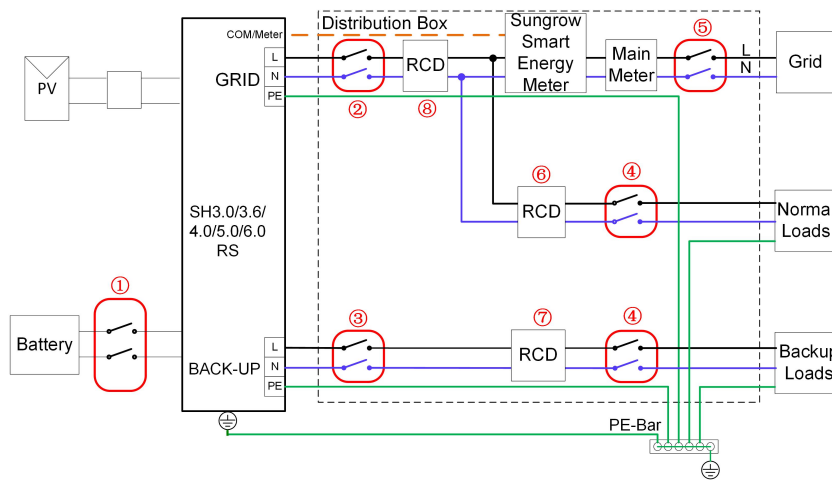 Distribution Box
Sungrow
Smart
Energy
Meter
⑤
COM/Meter
L
N
PE
GRID
②
RCD
⑧
Main
Meter
L
N
Grid
PV
SH3.0/3.6/
4.0/5.0/6.0
RS
⑥
RCD
④
Norma
Loads
①
Battery
BACK-UP
L
N
PE
③
⑦
RCD
④
Backup
Loads
PE-Bar